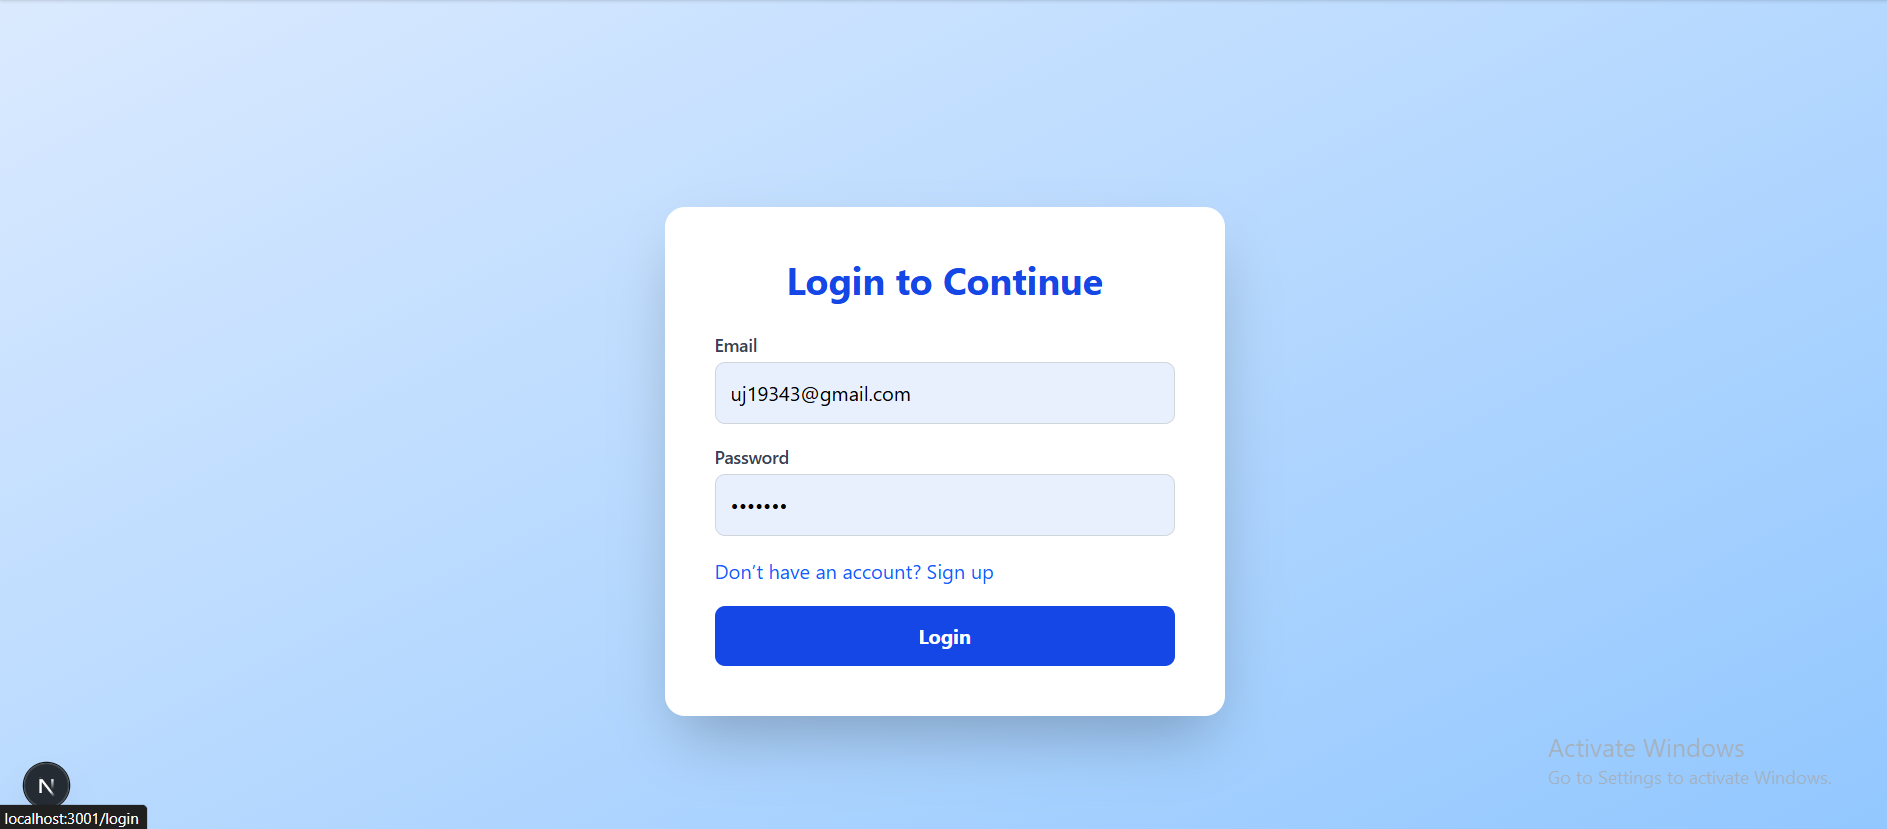 Login to Continue
Email
uj19343@gmail.com
Password
•••••••
Don’t have an account? Sign up
Login
Activate Windows
Go to Settings to activate Windows.
N
localhost:3001/login